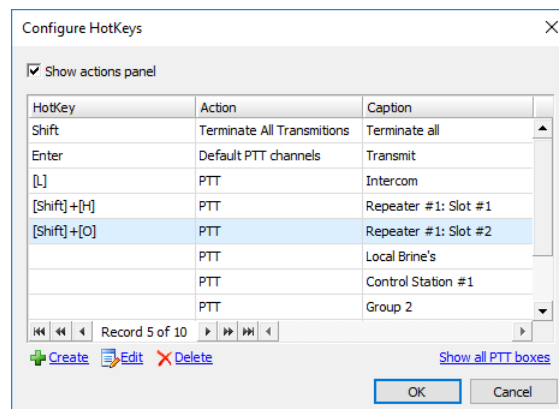 Configure HotKeys
Show actions panel
HotKey Action Caption
Shift Terminate All Transmitions Terminate all
Enter Default PTT channels Transmit
[L] PTT Intercom
[Shift]+[H] PTT Repeater #1: Slot #1
[Shift]+[O] PTT Repeater #1: Slot #2
PTT Local Brine's
PTT Control Station #1
PTT Group 2
Record 5 of 10
Create Edit Delete Show all PTT boxes
OK Cancel